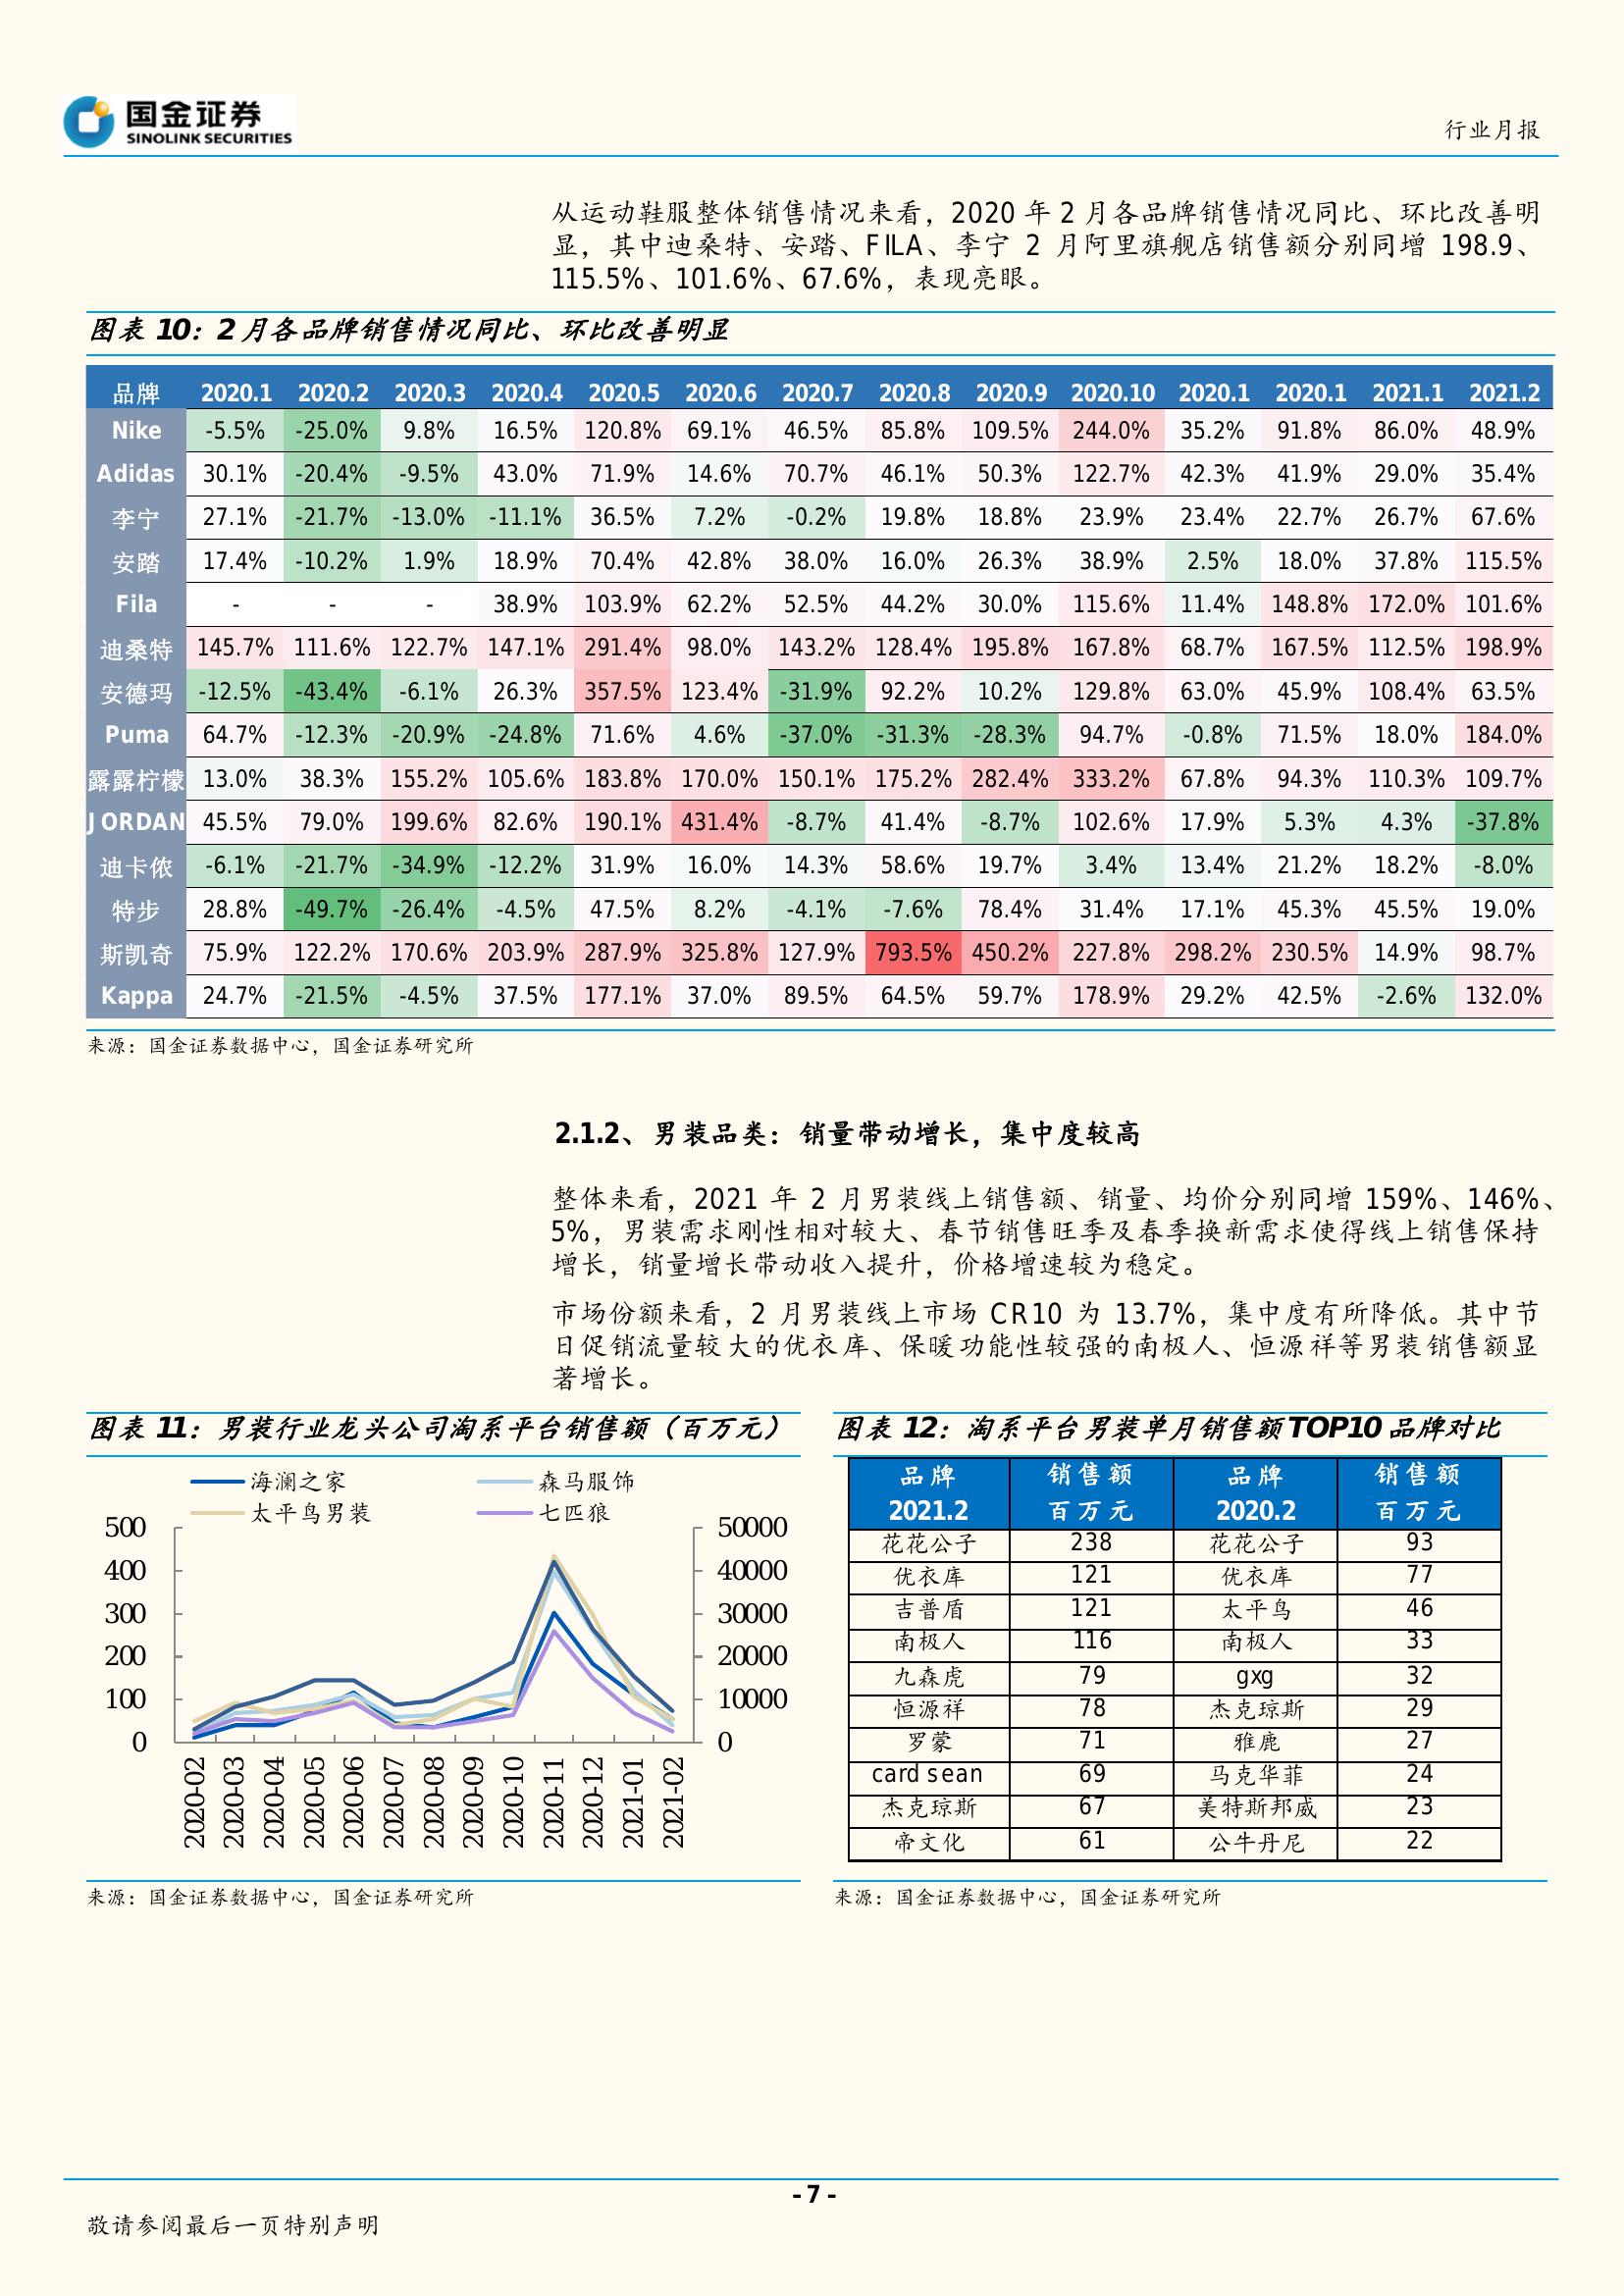 国金证券
SINOLINK SECURITIES
行业月报
从运动鞋服整体销售情况来看，2020 年 2 月各品牌销售情况同比、环比改善明
显，其中迪桑特、安踏、FILA、李宁 2 月阿里旗舰店销售额分别同增 198.9、
115.5%、101.6%、67.6%，表现亮眼。
图表 10：2 月各品牌销售情况同比、环比改善明显
品牌 2020.1 2020.2 2020.3 2020.4 2020.5 2020.6 2020.7 2020.8 2020.9 2020.10 2020.1 2020.1 2021.1 2021.2
Nike -5.5% -25.0% 9.8% 16.5% 120.8% 69.1% 46.5% 85.8% 109.5% 244.0% 35.2% 91.8% 86.0% 48.9%
Adidas 30.1% -20.4% -9.5% 43.0% 71.9% 14.6% 70.7% 46.1% 50.3% 122.7% 42.3% 41.9% 29.0% 35.4%
李宁 27.1% -21.7% -13.0% -11.1% 36.5% 7.2% -0.2% 19.8% 18.8% 23.9% 23.4% 22.7% 26.7% 67.6%
安踏 17.4% -10.2% 1.9% 18.9% 70.4% 42.8% 38.0% 16.0% 26.3% 38.9% 2.5% 18.0% 37.8% 115.5%
Fila - - - 38.9% 103.9% 62.2% 52.5% 44.2% 30.0% 115.6% 11.4% 148.8% 172.0% 101.6%
迪桑特 145.7% 111.6% 122.7% 147.1% 291.4% 98.0% 143.2% 128.4% 195.8% 167.8% 68.7% 167.5% 112.5% 198.9%
安德玛 -12.5% -43.4% -6.1% 26.3% 357.5% 123.4% -31.9% 92.2% 10.2% 129.8% 63.0% 45.9% 108.4% 63.5%
Puma 64.7% -12.3% -20.9% -24.8% 71.6% 4.6% -37.0% -31.3% -28.3% 94.7% -0.8% 71.5% 18.0% 184.0%
露露柠檬 13.0% 38.3% 155.2% 105.6% 183.8% 170.0% 150.1% 175.2% 282.4% 333.2% 67.8% 94.3% 110.3% 109.7%
JORDAN 45.5% 79.0% 199.6% 82.6% 190.1% 431.4% -8.7% 41.4% -8.7% 102.6% 17.9% 5.3% 4.3% -37.8%
迪卡侬 -6.1% -21.7% -34.9% -12.2% 31.9% 16.0% 14.3% 58.6% 19.7% 3.4% 13.4% 21.2% 18.2% -8.0%
特步 28.8% -49.7% -26.4% -4.5% 47.5% 8.2% -4.1% -7.6% 78.4% 31.4% 17.1% 45.3% 45.5% 19.0%
斯凯奇 75.9% 122.2% 170.6% 203.9% 287.9% 325.8% 127.9% 793.5% 450.2% 227.8% 298.2% 230.5% 14.9% 98.7%
Kappa 24.7% -21.5% -4.5% 37.5% 177.1% 37.0% 89.5% 64.5% 59.7% 178.9% 29.2% 42.5% -2.6% 132.0%
来源：国金证券数据中心，国金证券研究所
2.1.2、男装品类：销量带动增长，集中度较高
整体来看，2021 年 2 月男装线上销售额、销量、均价分别同增 159%、146%、
5%，男装需求刚性相对较大、春节销售旺季及春季换新需求使得线上销售保持
增长，销量增长带动收入提升，价格增速较为稳定。
市场份额来看，2 月男装线上市场 CR10 为 13.7%，集中度有所降低。其中节
日促销流量较大的优衣库、保暖功能性较强的南极人、恒源祥等男装销售额显
著增长。
图表 11：男装行业龙头公司淘系平台销售额（百万元）
海澜之家 森马服饰
太平鸟男装 七匹狼
500 50000
400 40000
300 30000
200 20000
100 10000
0 0
2020-02 2020-03 2020-04 2020-05 2020-06 2020-07 2020-08 2020-09 2020-10 2020-11 2020-12 2021-01 2021-02
来源：国金证券数据中心，国金证券研究所
图表 12：淘系平台男装单月销售额TOP10 品牌对比
品牌 销售额 品牌 销售额
2021.2 百万元 2020.2 百万元
花花公子 238 花花公子 93
优衣库 121 优衣库 77
吉普盾 121 太平鸟 46
南极人 116 南极人 33
九森虎 79 gxg 32
恒源祥 78 杰克琼斯 29
罗蒙 71 雅鹿 27
card sean 69 马克华菲 24
杰克琼斯 67 美特斯邦威 23
帝文化 61 公牛丹尼 22
来源：国金证券数据中心，国金证券研究所
- 7 -
敬请参阅最后一页特别声明